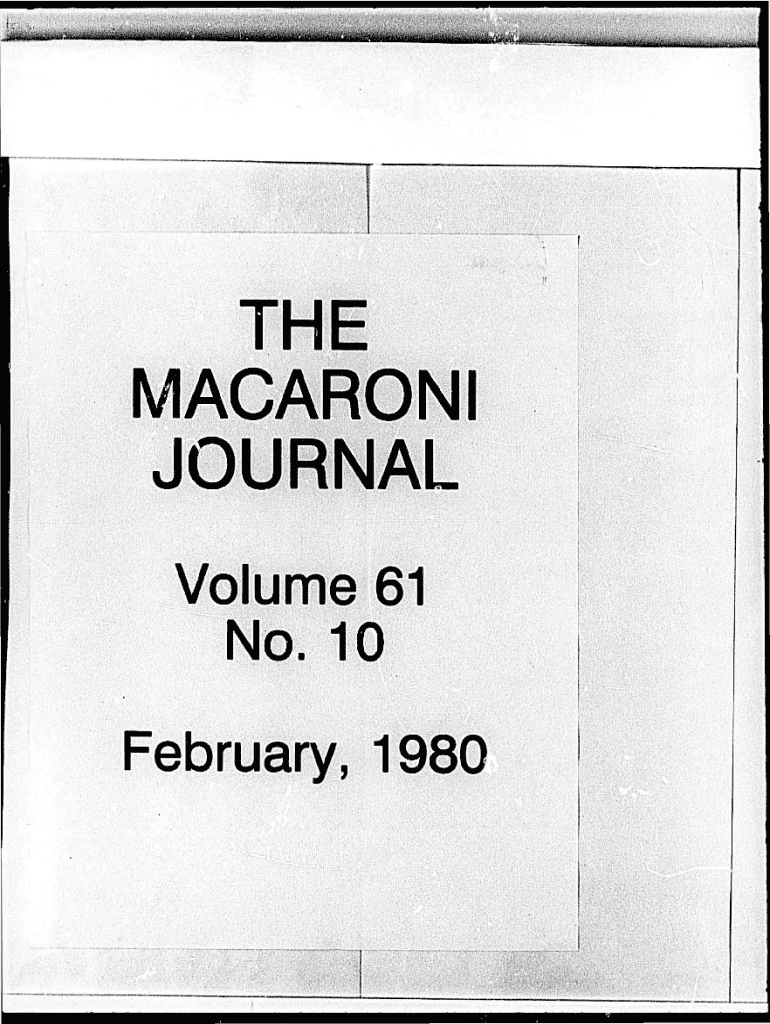 THE
MACARONI
JOURNAL
Volume 61
No. 10
February, 1980